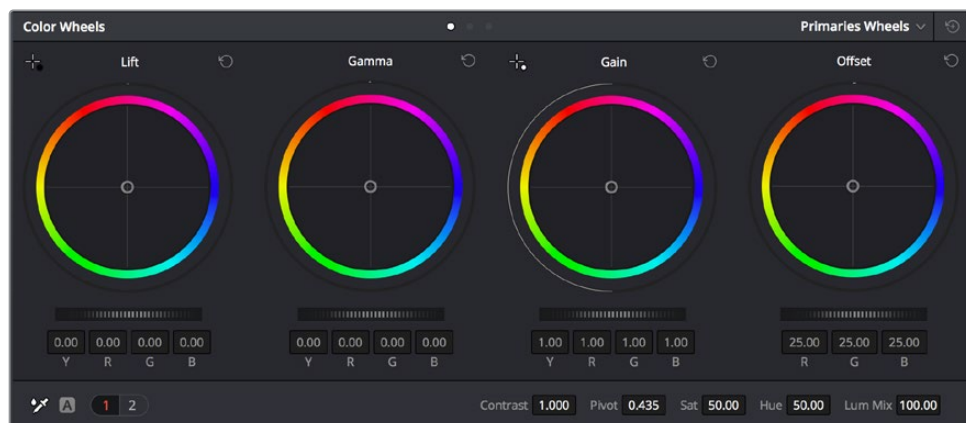 Color Wheels Primaries Wheels
Lift Gamma Gain Offset
0.00 0.00 0.00 0.00 0.00 0.00 0.00 0.00 1.00 1.00 1.00 1.00 25.00 25.00 25.00
Y R G B Y R G B Y R G B R G B
A 1 2 Contrast 1.000 Pivot 0.435 Sat 50.00 Hue 50.00 Lum Mix 100.00